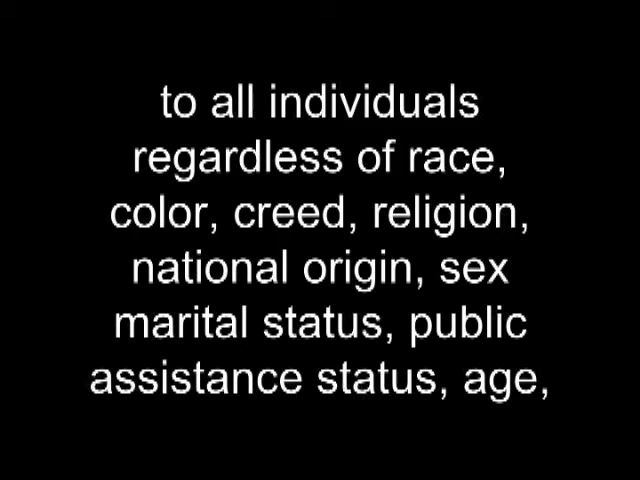 to all individuals
regardless of race,
color, creed, religion,
national origin, sex
marital status, public
assistance status, age,